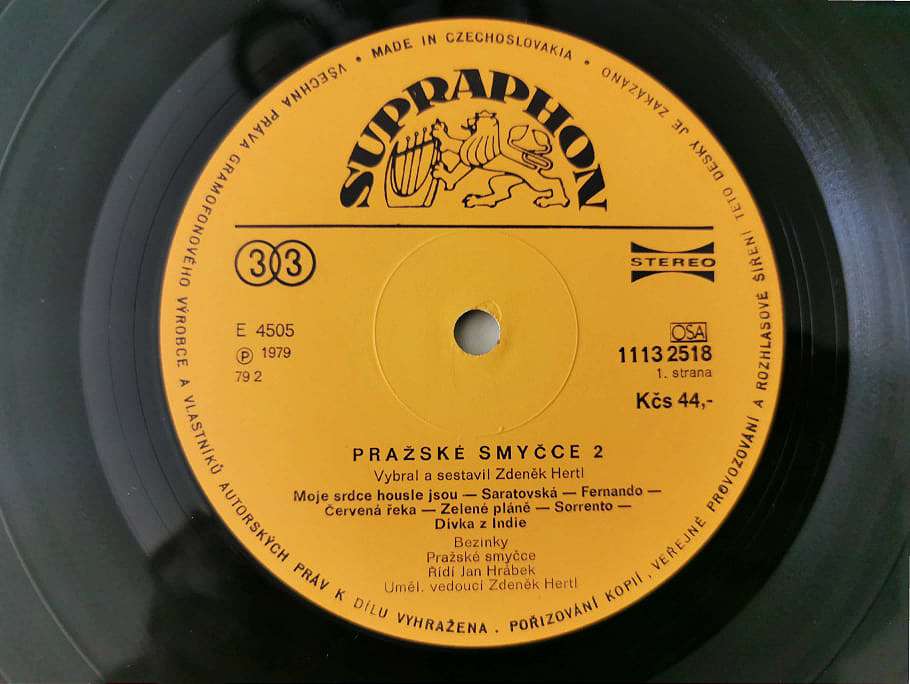 VŠECHNA PRÁVA GRAMOFONOVÉHO VÝROBCE A VLASTNÍKŮ AUTORSKÝCH PRÁV K DÍLU VYHRAŽENA . POŘIZOVÁNÍ KOPIÍ, VEŘEJNÉ PROVOZOVÁNÍ A ROZHLASOVÉ ŠÍŘENÍ TÉTO DESKY JE ZAKÁZÁNO • MADE IN CZECHOSLOVAKIA •
SUPRAPHON
33
STEREO
E 4505
Ⓟ 1979
79 2
OSA
1113 2518
1. strana
Kčs 44,-
PRAŽSKÉ SMYČCE 2
Vybral a sestavil Zdeněk Hertl
Moje srdce housle jsou — Saratovská — Fernando —
Červená řeka — Zelené pláně — Sorrento —
Dívka z Indie
Bezinky
Pražské smyčce
Řídí Jan Hrábek
Uměl. vedoucí Zdeněk Hertl